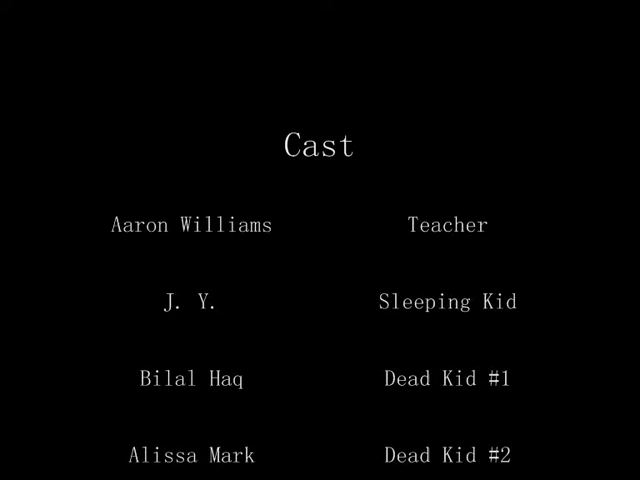 Cast
Aaron Williams Teacher
J. Y. Sleeping Kid
Bilal Haq Dead Kid #1
Alissa Mark Dead Kid #2